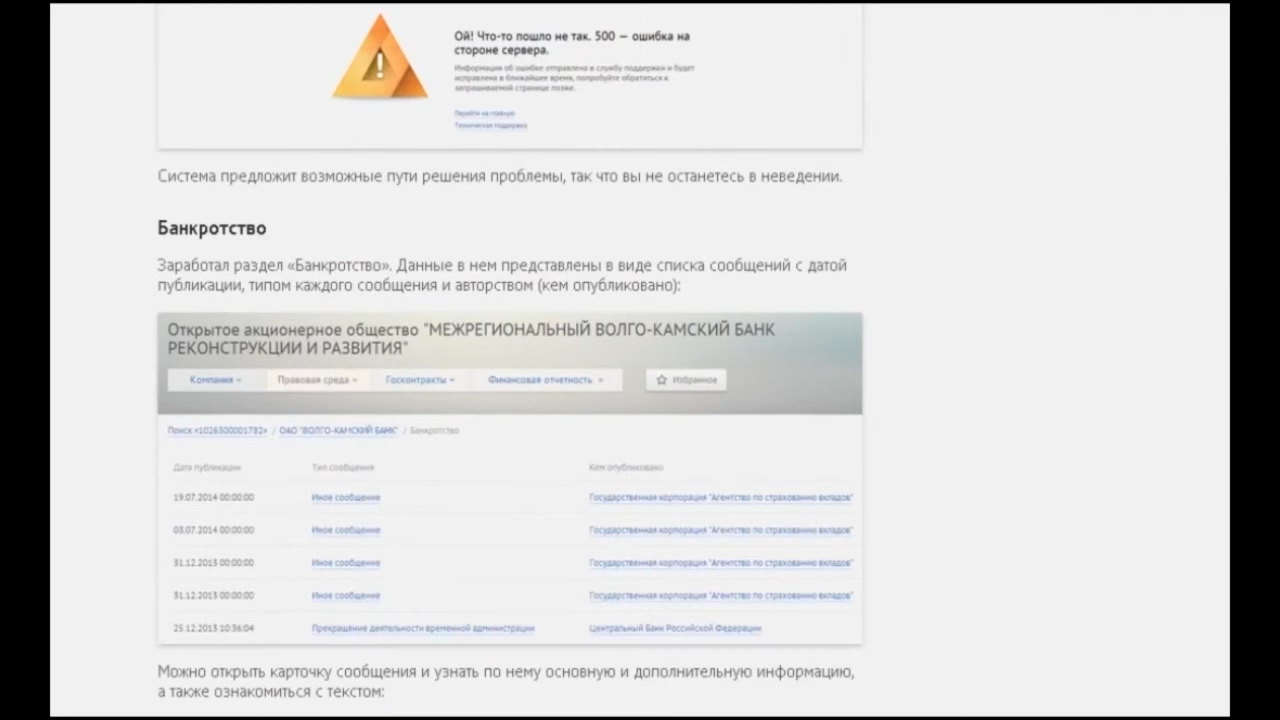 Ой! Что-то пошло не так. 500 — ошибка на
стороне сервера.
Информация об ошибке отправлена в службу поддержки и будет
исправлена в ближайшее время, попробуйте обратиться к
запрашиваемой странице позже.
Перейти на главную
Техническая поддержка
Система предложит возможные пути решения проблемы, так что вы не останетесь в неведении.
Банкротство
Заработал раздел «Банкротство». Данные в нем представлены в виде списка сообщений с датой
публикации, типом каждого сообщения и авторством (кем опубликовано):
Открытое акционерное общество "МЕЖРЕГИОНАЛЬНЫЙ ВОЛГО-КАМСКИЙ БАНК
РЕКОНСТРУКЦИИ И РАЗВИТИЯ"
Компания Правовая среда Госконтракты Финансовая отчетность Избранное
Поиск «1026300001782» / ОАО "ВОЛГО-КАМСКИЙ БАНК" / Банкротство
Дата публикации Тип сообщения Кем опубликовано
19.07.2014 00:00:00 Иное сообщение Государственная корпорация "Агентство по страхованию вкладов"
03.07.2014 00:00:00 Иное сообщение Государственная корпорация "Агентство по страхованию вкладов"
31.12.2013 00:00:00 Иное сообщение Государственная корпорация "Агентство по страхованию вкладов"
31.12.2013 00:00:00 Иное сообщение Государственная корпорация "Агентство по страхованию вкладов"
25.12.2013 10:36:04 Прекращение деятельности временной администрации Центральный Банк Российской Федерации
Можно открыть карточку сообщения и узнать по нему основную и дополнительную информацию,
а также ознакомиться с текстом: